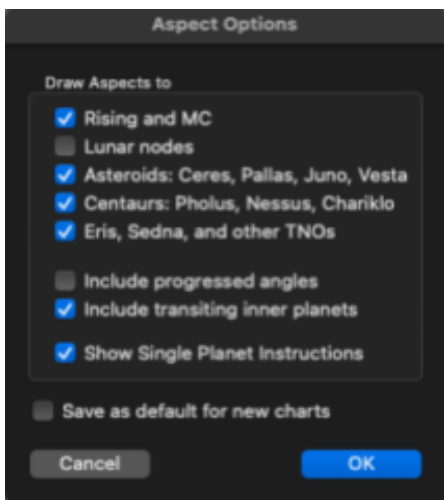 Aspect Options
Draw Aspects to
Rising and MC
Lunar nodes
Asteroids: Ceres, Pallas, Juno, Vesta
Centaurs: Pholus, Nessus, Chariklo
Eris, Sedna, and other TNOs
Include progressed angles
Include transiting inner planets
Show Single Planet Instructions
Save as default for new charts
Cancel OK